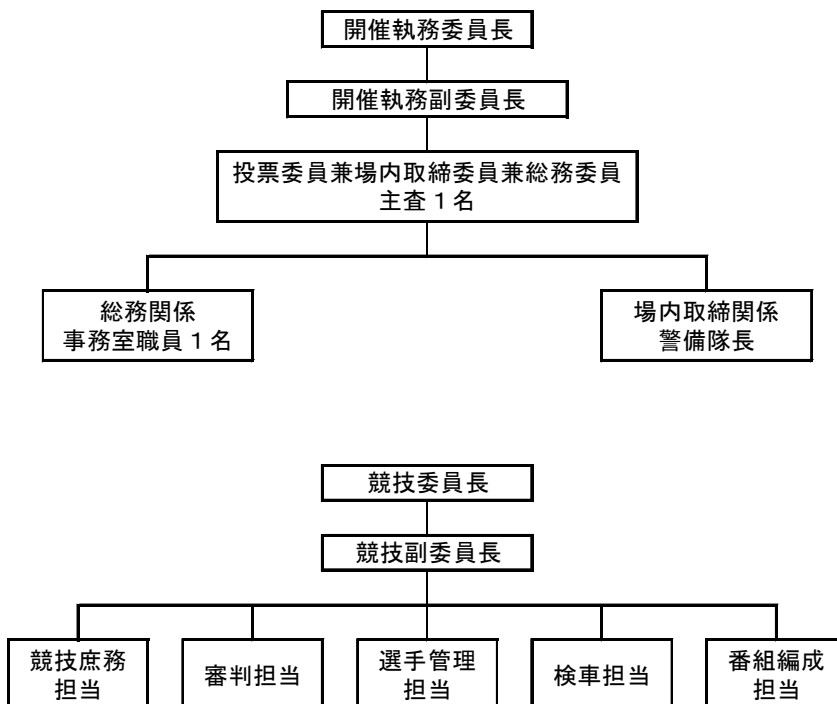 開催執務委員長
開催執務副委員長
投票委員兼場内取締委員兼総務委員
主査１名
総務関係
事務室職員１名
場内取締関係
警備隊長
競技委員長
競技副委員長
競技庶務
担当
審判担当
選手管理
担当
検車担当
番組編成
担当